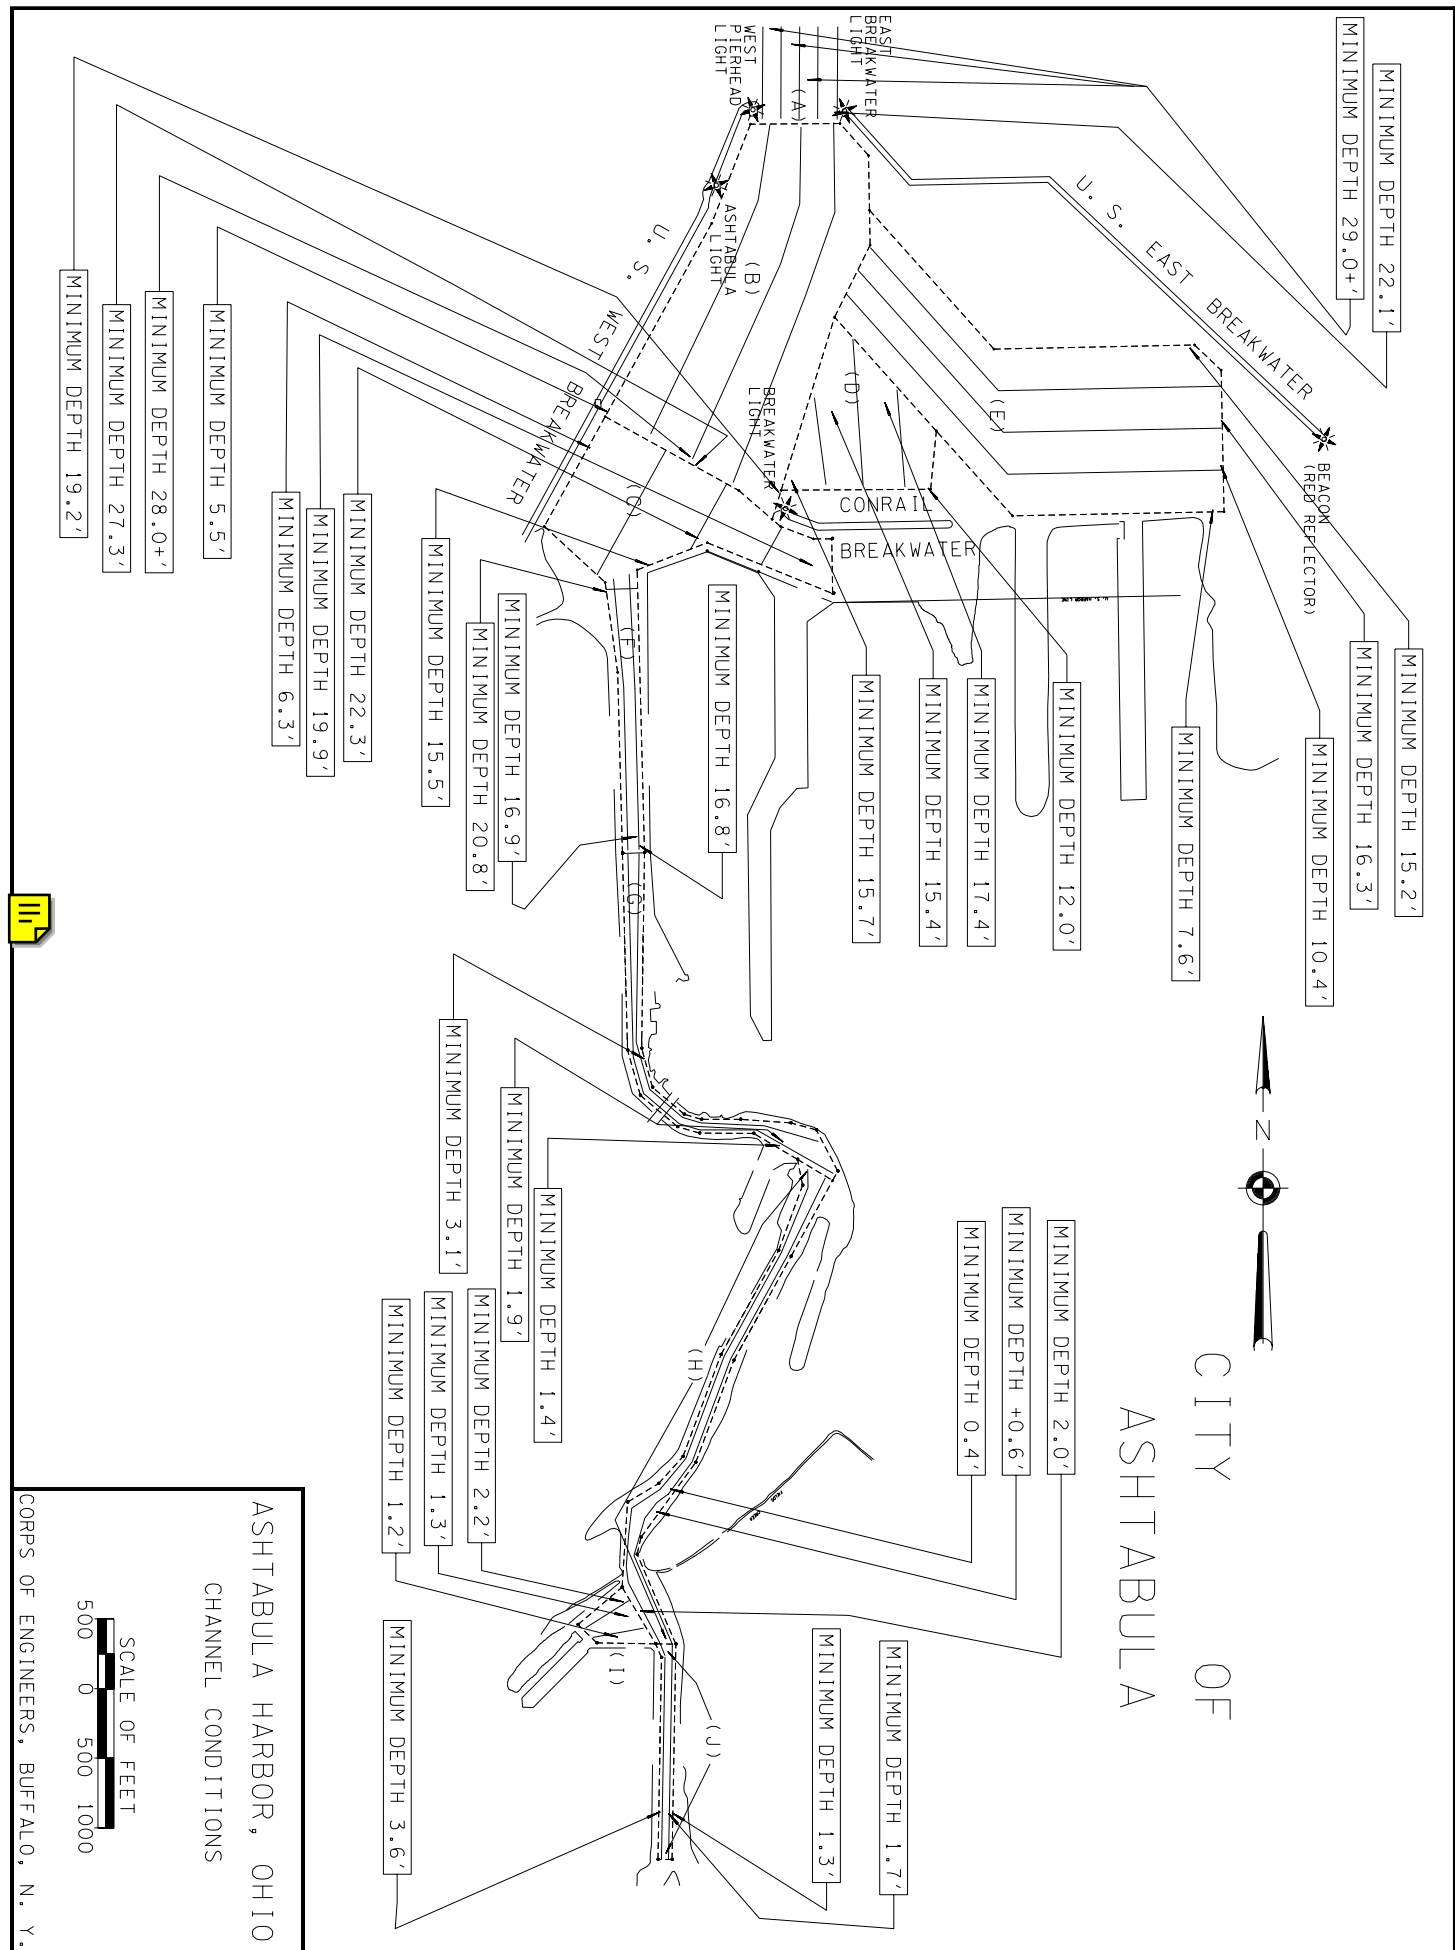 MINIMUM DEPTH 22.1'
MINIMUM DEPTH 29.0+'
EAST
BREAKWATER
LIGHT
WEST
PIERHEAD
LIGHT
(A)
U. S. EAST BREAKWATER
BEACON
(RED REFLECTOR)
ASHTABULA
LIGHT
(B)
U. S. WEST BREAKWATER
BREAKWATER
LIGHT
(C)
(D)
(E)
CONRAIL
BREAKWATER
U. S. HARBOR LINE
MINIMUM DEPTH 15.2'
MINIMUM DEPTH 16.3'
MINIMUM DEPTH 10.4'
MINIMUM DEPTH 7.6'
MINIMUM DEPTH 12.0'
MINIMUM DEPTH 17.4'
MINIMUM DEPTH 15.4'
MINIMUM DEPTH 15.7'
MINIMUM DEPTH 16.8'
MINIMUM DEPTH 16.9'
MINIMUM DEPTH 20.8'
MINIMUM DEPTH 15.5'
MINIMUM DEPTH 22.3'
MINIMUM DEPTH 19.9'
MINIMUM DEPTH 6.3'
MINIMUM DEPTH 5.5'
MINIMUM DEPTH 28.0+'
MINIMUM DEPTH 27.3'
MINIMUM DEPTH 19.2'
(F)
(G)
N
CITY OF
ASHTABULA
MINIMUM DEPTH 2.0'
MINIMUM DEPTH +0.6'
MINIMUM DEPTH 0.4'
MINIMUM DEPTH 1.4'
MINIMUM DEPTH 1.9'
MINIMUM DEPTH 3.1'
(H)
FIELDS
CREEK
MINIMUM DEPTH 2.2'
MINIMUM DEPTH 1.3'
MINIMUM DEPTH 1.2'
(I)
(J)
MINIMUM DEPTH 1.7'
MINIMUM DEPTH 1.3'
MINIMUM DEPTH 3.6'
ASHTABULA HARBOR, OHIO
CHANNEL CONDITIONS
SCALE OF FEET
500 0 500 1000
CORPS OF ENGINEERS, BUFFALO, N. Y.